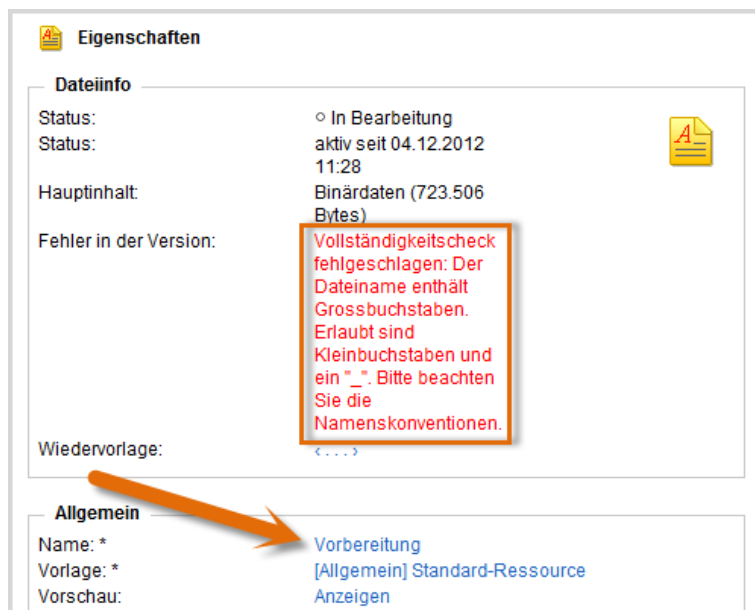 Eigenschaften
Dateiinfo
Status: ○ In Bearbeitung
Status: aktiv seit 04.12.2012
11:28
Hauptinhalt: Binärdaten (723.506
Bytes)
Fehler in der Version: Vollständigkeitscheck
fehlgeschlagen: Der
Dateiname enthält
Grossbuchstaben.
Erlaubt sind
Kleinbuchstaben und
ein "_". Bitte beachten
Sie die
Namenskonventionen.
Wiedervorlage: <...>
Allgemein
Name: * Vorbereitung
Vorlage: * [Allgemein] Standard-Ressource
Vorschau: Anzeigen